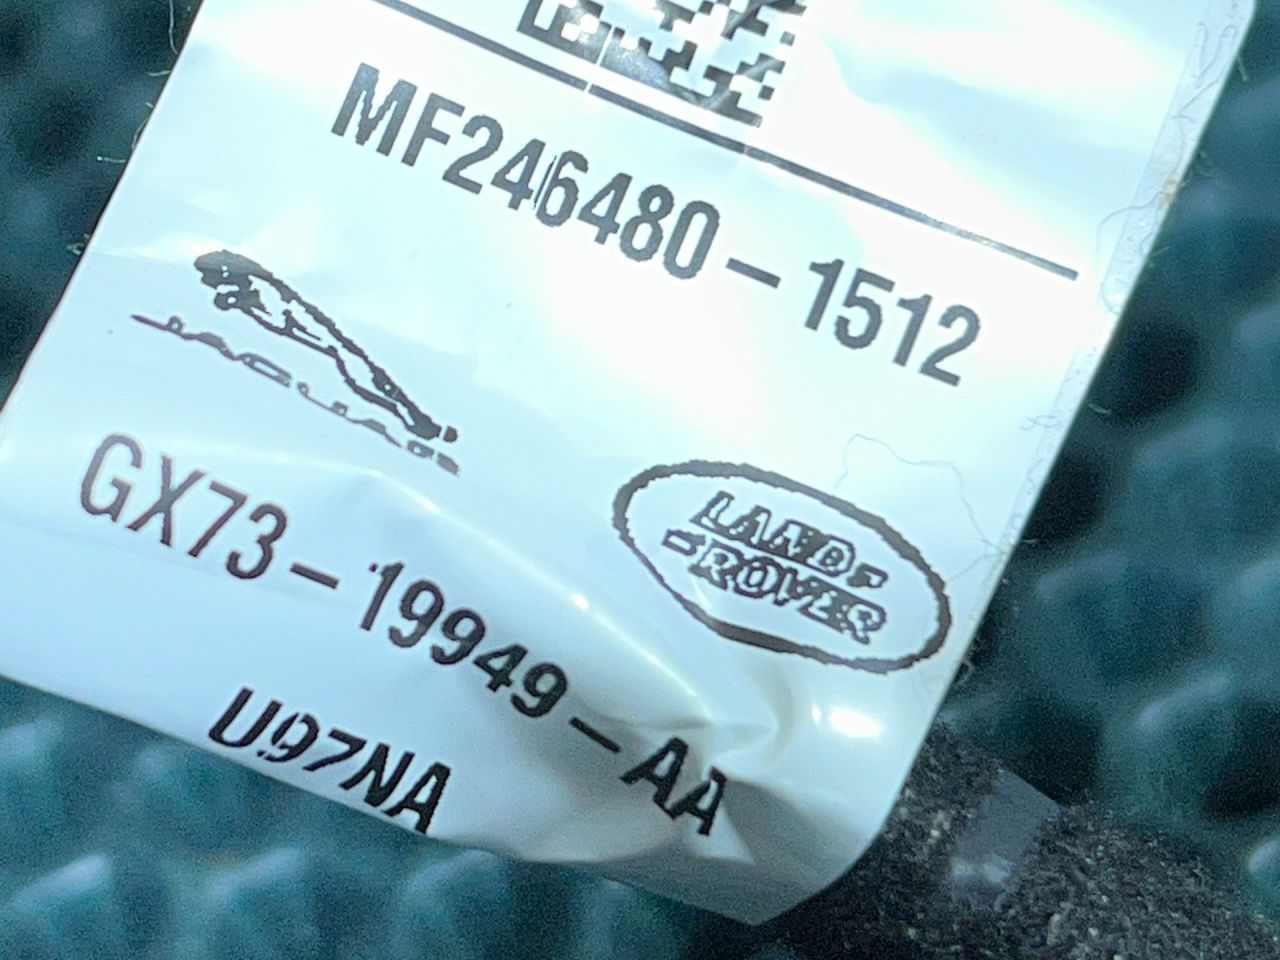 MF246480-1512
JAGUAR
LAND-
-ROVER
GX73-19949-AA
U97NA